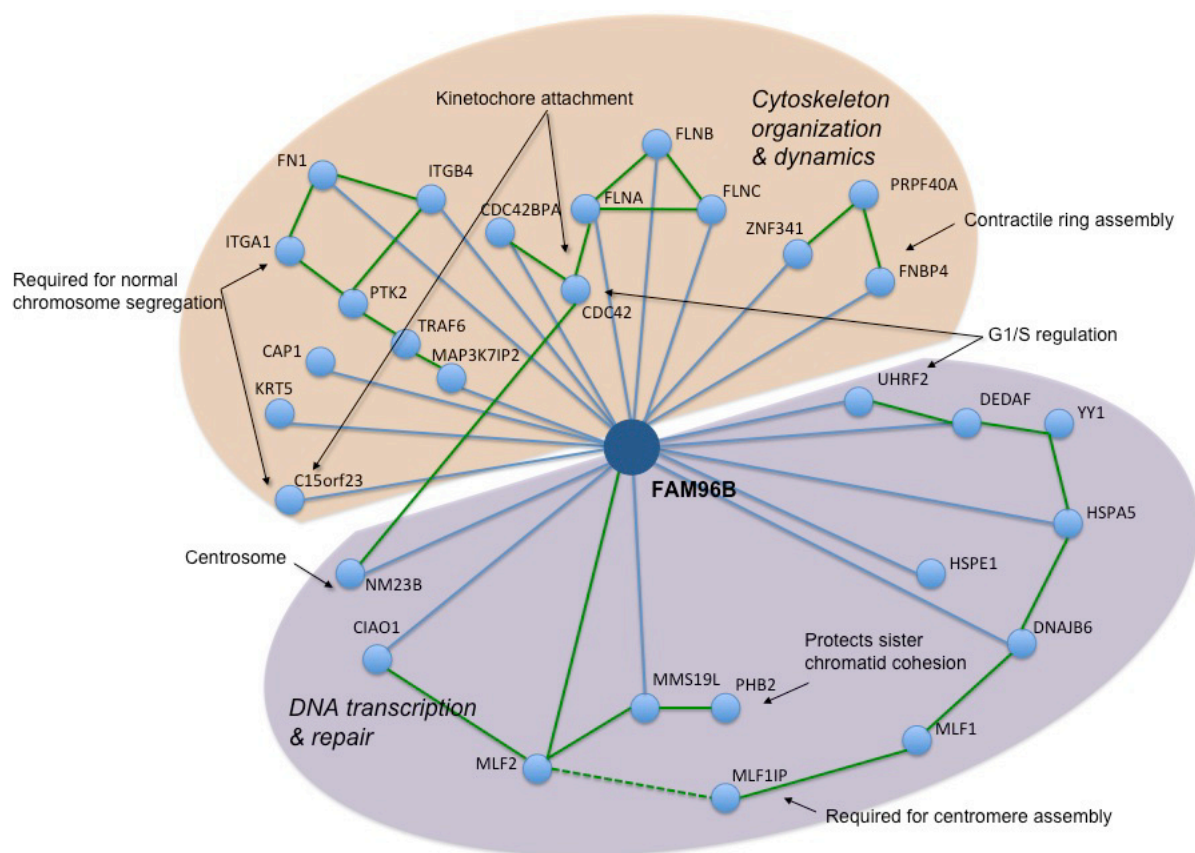 Kinetochore attachment
Cytoskeleton
organization
& dynamics
FLNB
FN1
ITGB4
PRPF40A
CDC42BPA
FLNA
FLNC
ZNF341
Contractile ring assembly
ITGA1
Required for normal
chromosome segregation
FNBP4
PTK2
CDC42
TRAF6
G1/S regulation
CAP1
MAP3K7IP2
UHRF2
KRT5
DEDAF
YY1
C15orf23
FAM96B
HSPA5
Centrosome
NM23B
HSPE1
CIAO1
DNAJB6
Protects sister
chromatid cohesion
MMS19L
PHB2
DNA transcription
& repair
MLF1
MLF2
MLF1IP
Required for centromere assembly